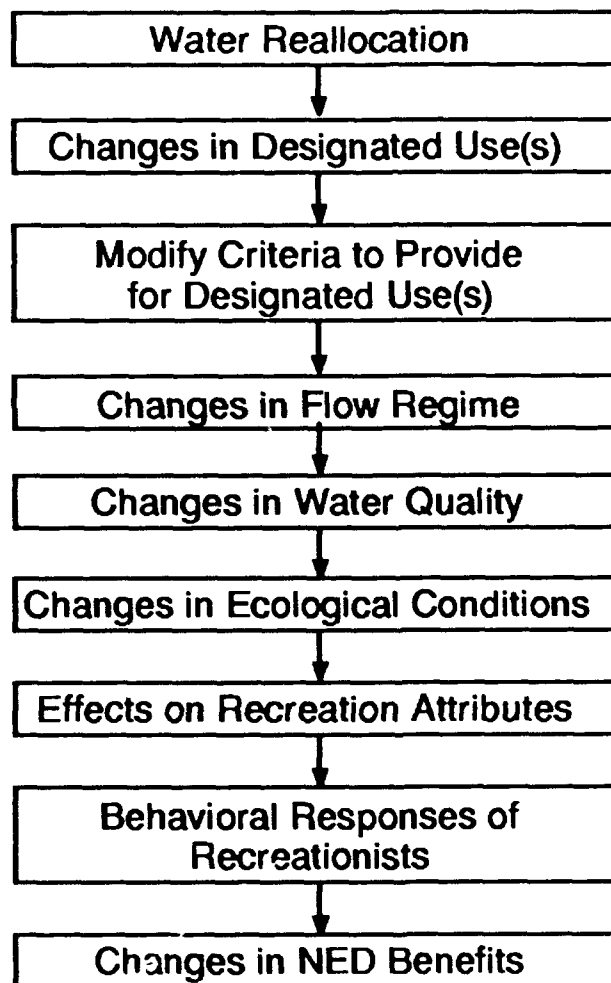 Water Reallocation
Changes in Designated Use(s)
Modify Criteria to Provide
for Designated Use(s)
Changes in Flow Regime
Changes in Water Quality
Changes in Ecological Conditions
Effects on Recreation Attributes
Behavioral Responses of
Recreationists
Changes in NED Benefits